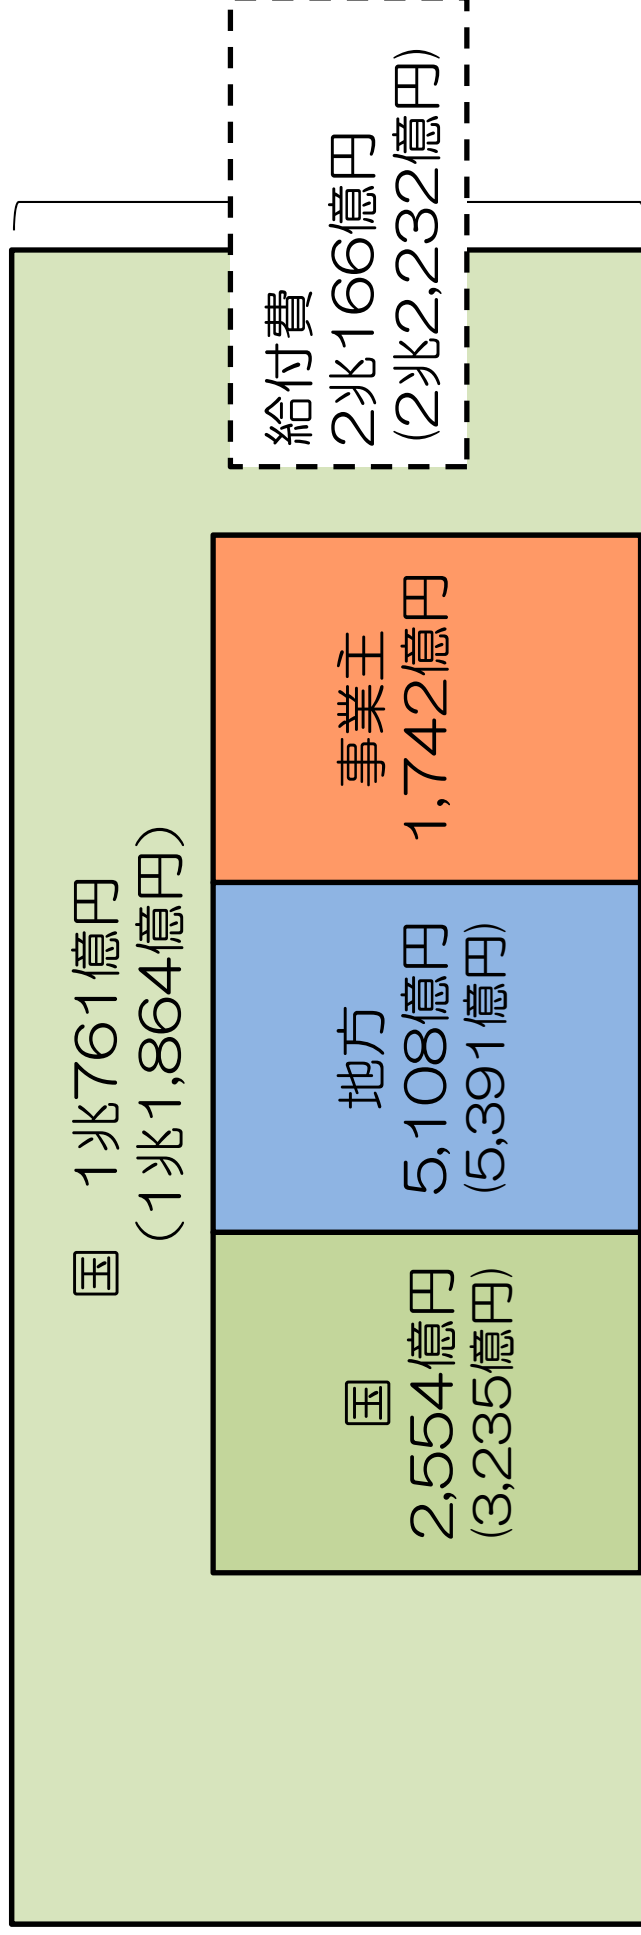 国　1兆761億円
（1兆1,864億円）
国
2,554億円
(3,235億円)
地方
5,108億円
(5,391億円)
事業主
1,742億円
給付費
2兆166億円
(2兆2,232億円)